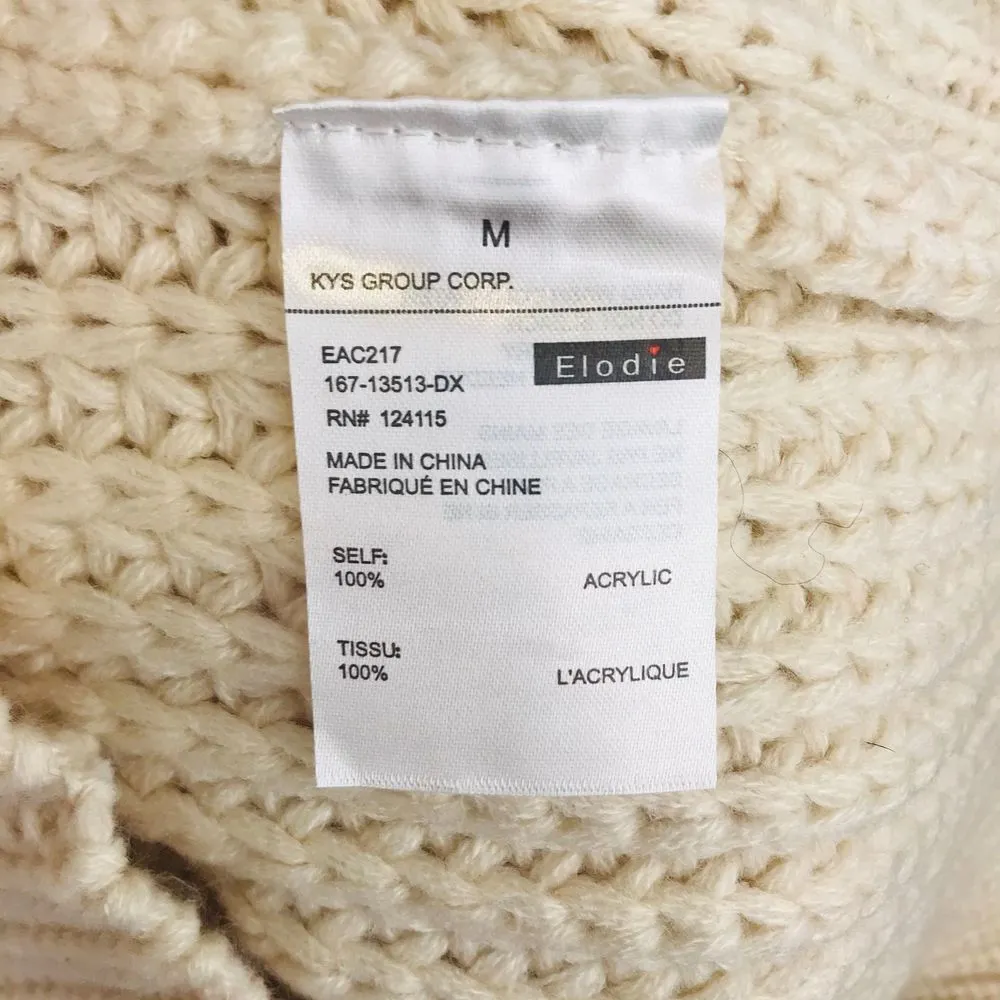 M
KYS GROUP CORP.
EAC217
Elodie
167-13513-DX
RN# 124115
MADE IN CHINA
FABRIQUÉ EN CHINE
SELF:
100% ACRYLIC
TISSU:
100% L'ACRYLIQUE